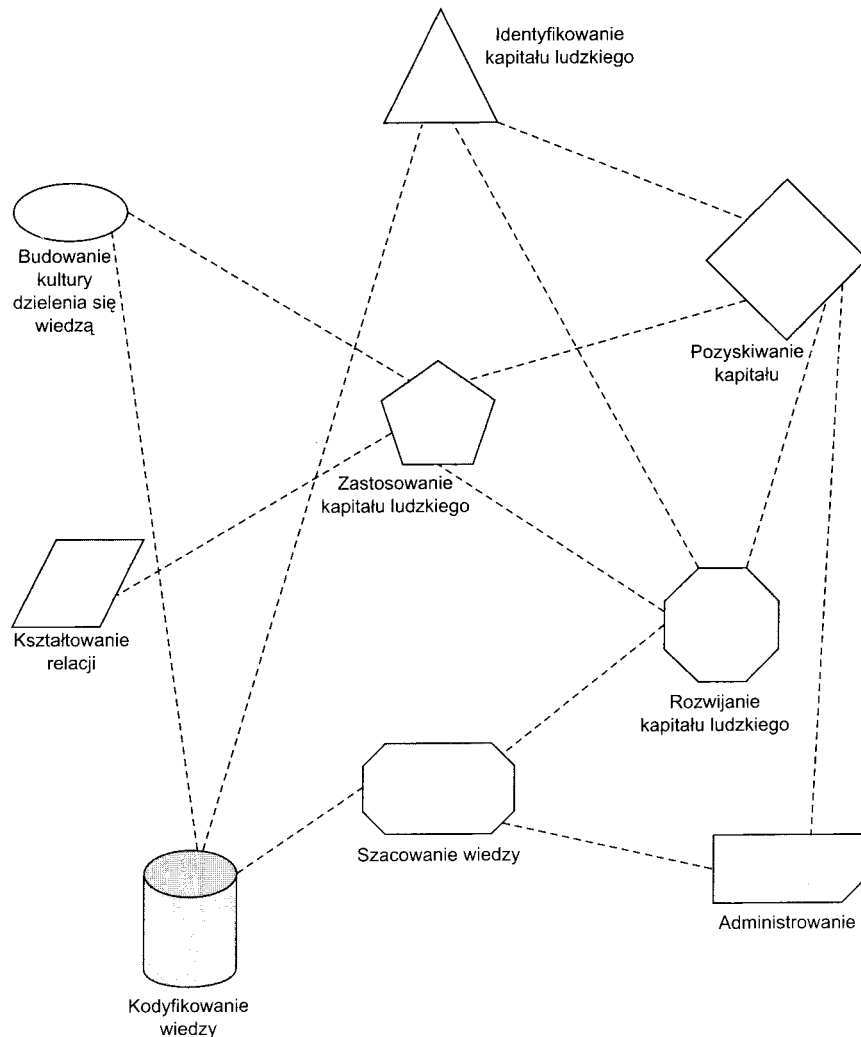 Identyfikowanie
kapitału ludzkiego
Budowanie
kultury
dzielenia się
wiedzą
Pozyskiwanie
kapitału
Zastosowanie
kapitału ludzkiego
Kształtowanie
relacji
Rozwijanie
kapitału ludzkiego
Szacowanie wiedzy
Administrowanie
Kodyfikowanie
wiedzy